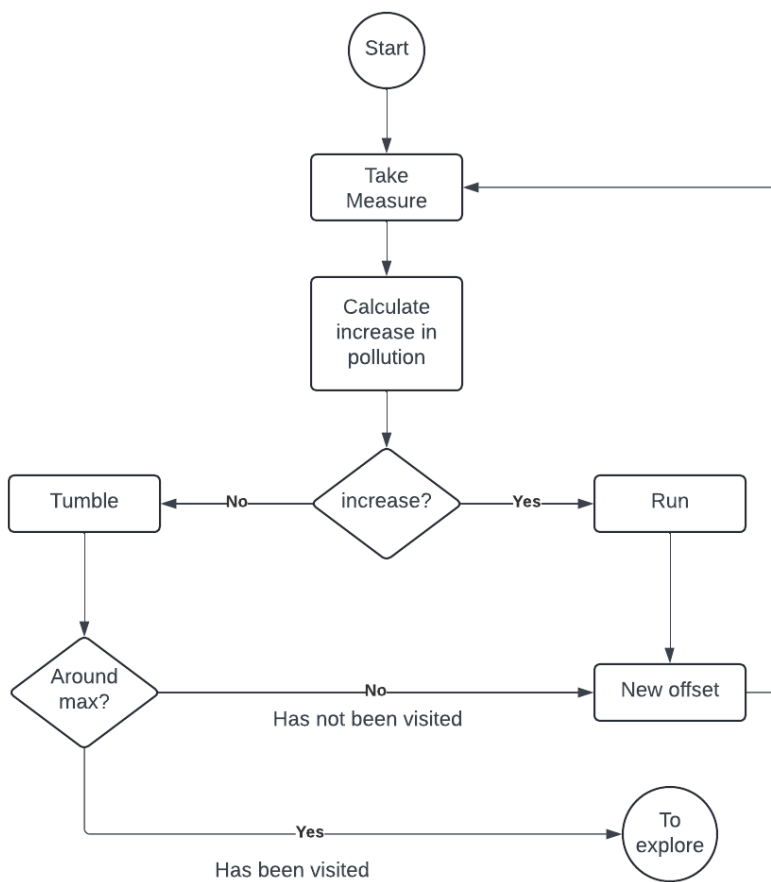 Start
Take
Measure
Calculate
increase in
pollution
Tumble
No
increase?
Yes
Run
Around
max?
No
New offset
Has not been visited
To
explore
Yes
Has been visited